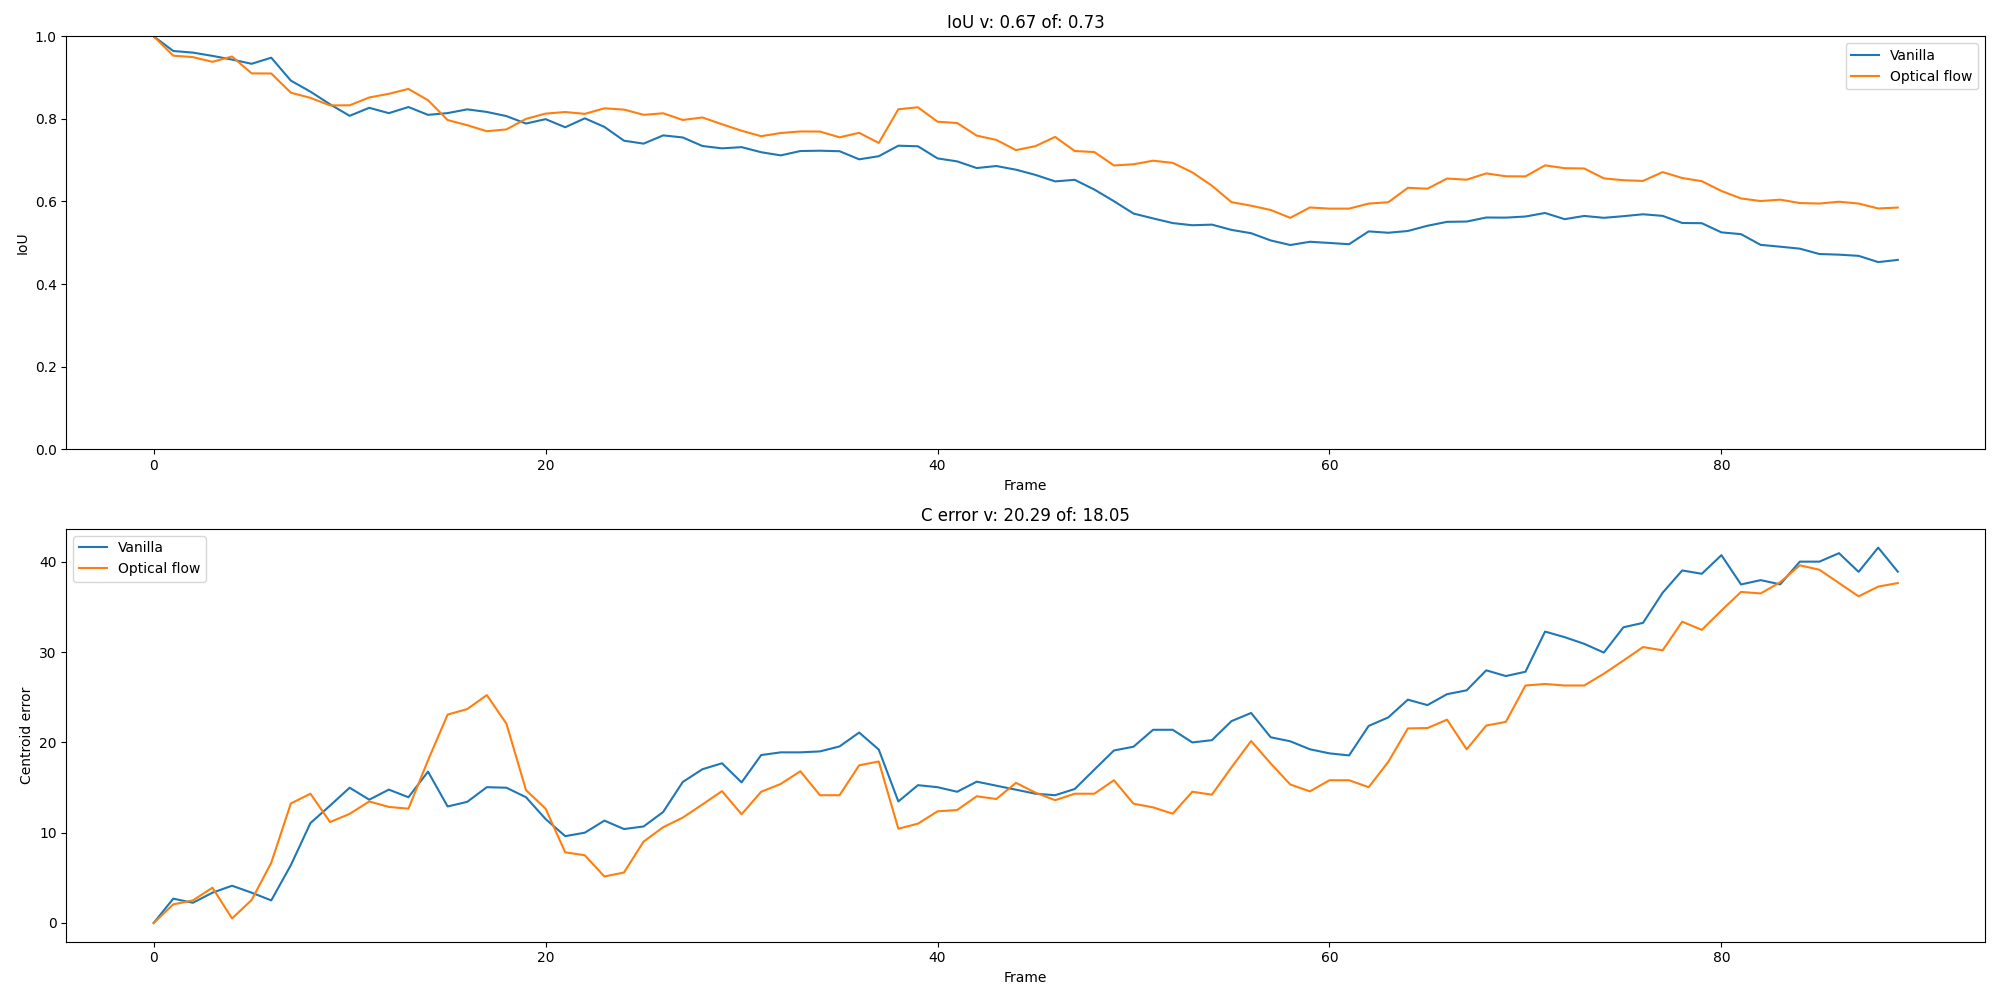 IoU v: 0.67 of: 0.73
1.0
0.8
0.6
0.4
0.2
0.0
IoU
Vanilla
Optical flow
0 20 40 60 80
Frame
C error v: 20.29 of: 18.05
40
30
20
10
0
Centroid error
Vanilla
Optical flow
0 20 40 60 80
Frame